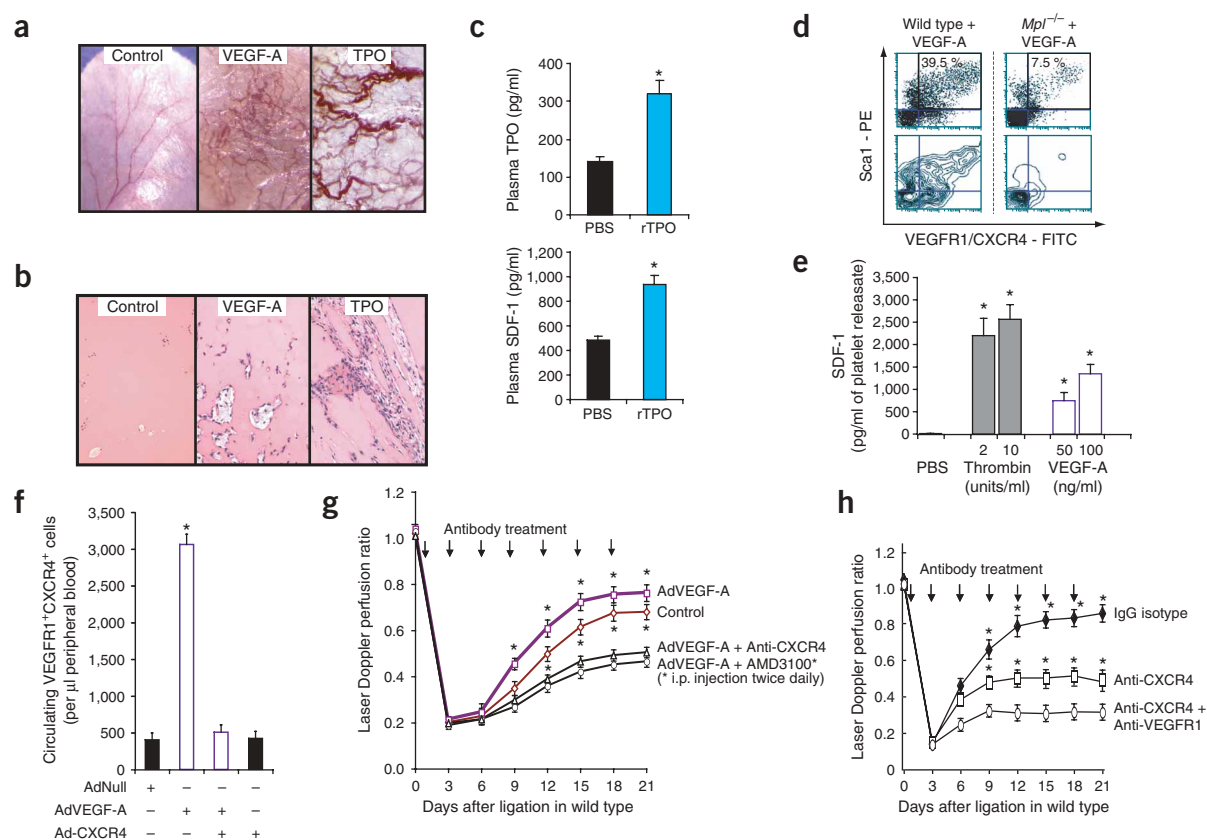 a
Control
VEGF-A
TPO
b
Control
VEGF-A
TPO
c
Plasma TPO (pg/ml)
400
300
200
100
0
*
PBS
rTPO
Plasma SDF-1 (pg/ml)
1,200
1,000
800
600
400
200
0
*
PBS
rTPO
d
Wild type +
VEGF-A
39.5 %
Mpl–/– +
VEGF-A
7.5 %
Sca1 - PE
VEGFR1/CXCR4 - FITC
e
SDF-1
(pg/ml of platelet releasate)
3,500
3,000
2,500
2,000
1,500
1,000
500
0
* * * *
2 10 50 100
PBS Thrombin VEGF-A
(units/ml) (ng/ml)
f
Circulating VEGFR1+CXCR4+ cells
(per µl peripheral blood)
3,500
3,000
2,500
2,000
1,500
1,000
500
0
*
AdNull + – – –
AdVEGF-A – + + –
Ad-CXCR4 – – + +
g
Laser Doppler perfusion ratio
1.2
1.0
0.8
0.6
0.4
0.2
0.0
Antibody treatment
* * * * *
* * * *
AdVEGF-A
Control
AdVEGF-A + Anti-CXCR4
AdVEGF-A + AMD3100*
(* i.p. injection twice daily)
0 3 6 9 12 15 18 21
Days after ligation in wild type
h
Laser Doppler perfusion ratio
1.2
1.0
0.8
0.6
0.4
0.2
0
Antibody treatment
* * * * *
* * * * *
IgG isotype
Anti-CXCR4
Anti-CXCR4 +
Anti-VEGFR1
0 3 6 9 12 15 18 21
Days after ligation in wild type